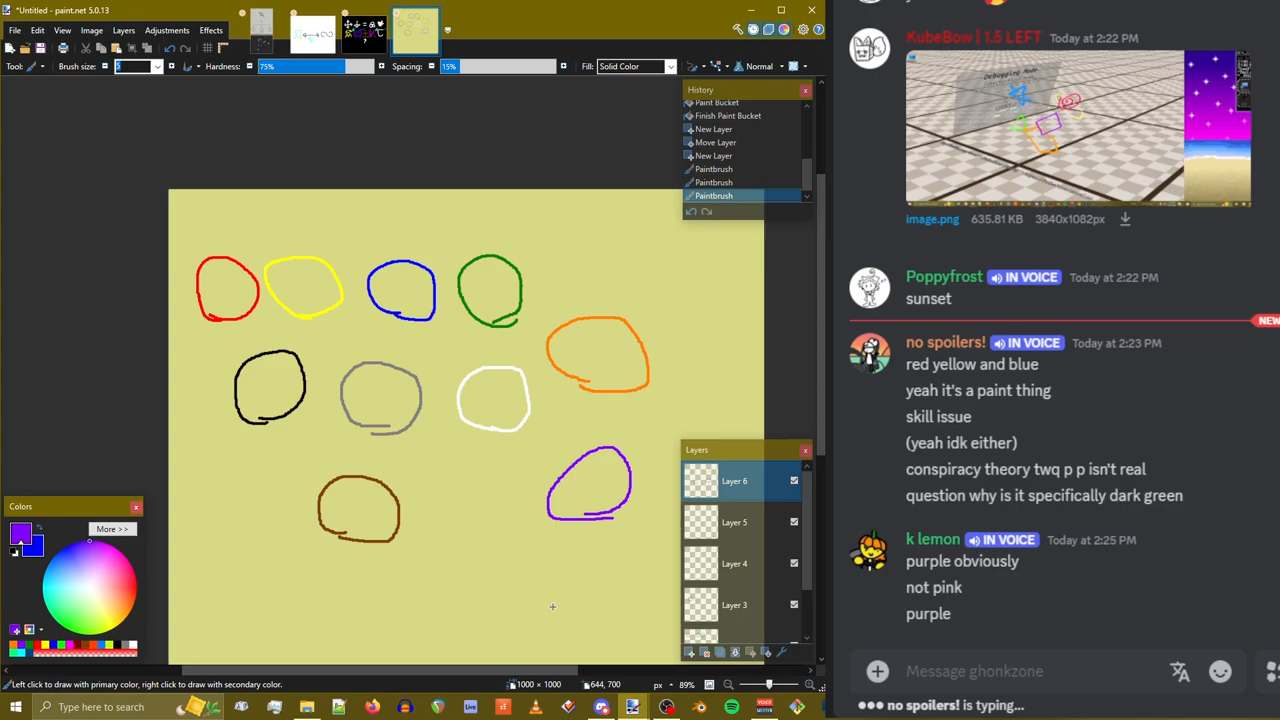 *Untitled - paint.net 5.0.13
File Edit View Image Layers Adjustments Effects
Tool: Brush size: 5 Hardness: 75% Spacing: 15% Fill: Solid Color Normal
History
Paint Bucket
Finish Paint Bucket
New Layer
Move Layer
New Layer
Paintbrush
Paintbrush
Paintbrush
Layers
Layer 6
Layer 5
Layer 4
Layer 3
Colors
More >>
Left click to draw with primary color, right click to draw with secondary color.
1000 × 1000
644, 700
px
89%
Type here to search
Live
KubeBow | 1.5 LEFT Today at 2:22 PM
Debugging Mode
image.png 635.81 KB 3840x1082px
Poppyfrost IN VOICE Today at 2:22 PM
sunset
NEW
no spoilers! IN VOICE Today at 2:23 PM
red yellow and blue
yeah it's a paint thing
skill issue
(yeah idk either)
conspiracy theory twq p p isn't real
question why is it specifically dark green
k lemon IN VOICE Today at 2:25 PM
purple obviously
not pink
purple
Message ghonkzone
no spoilers! is typing...